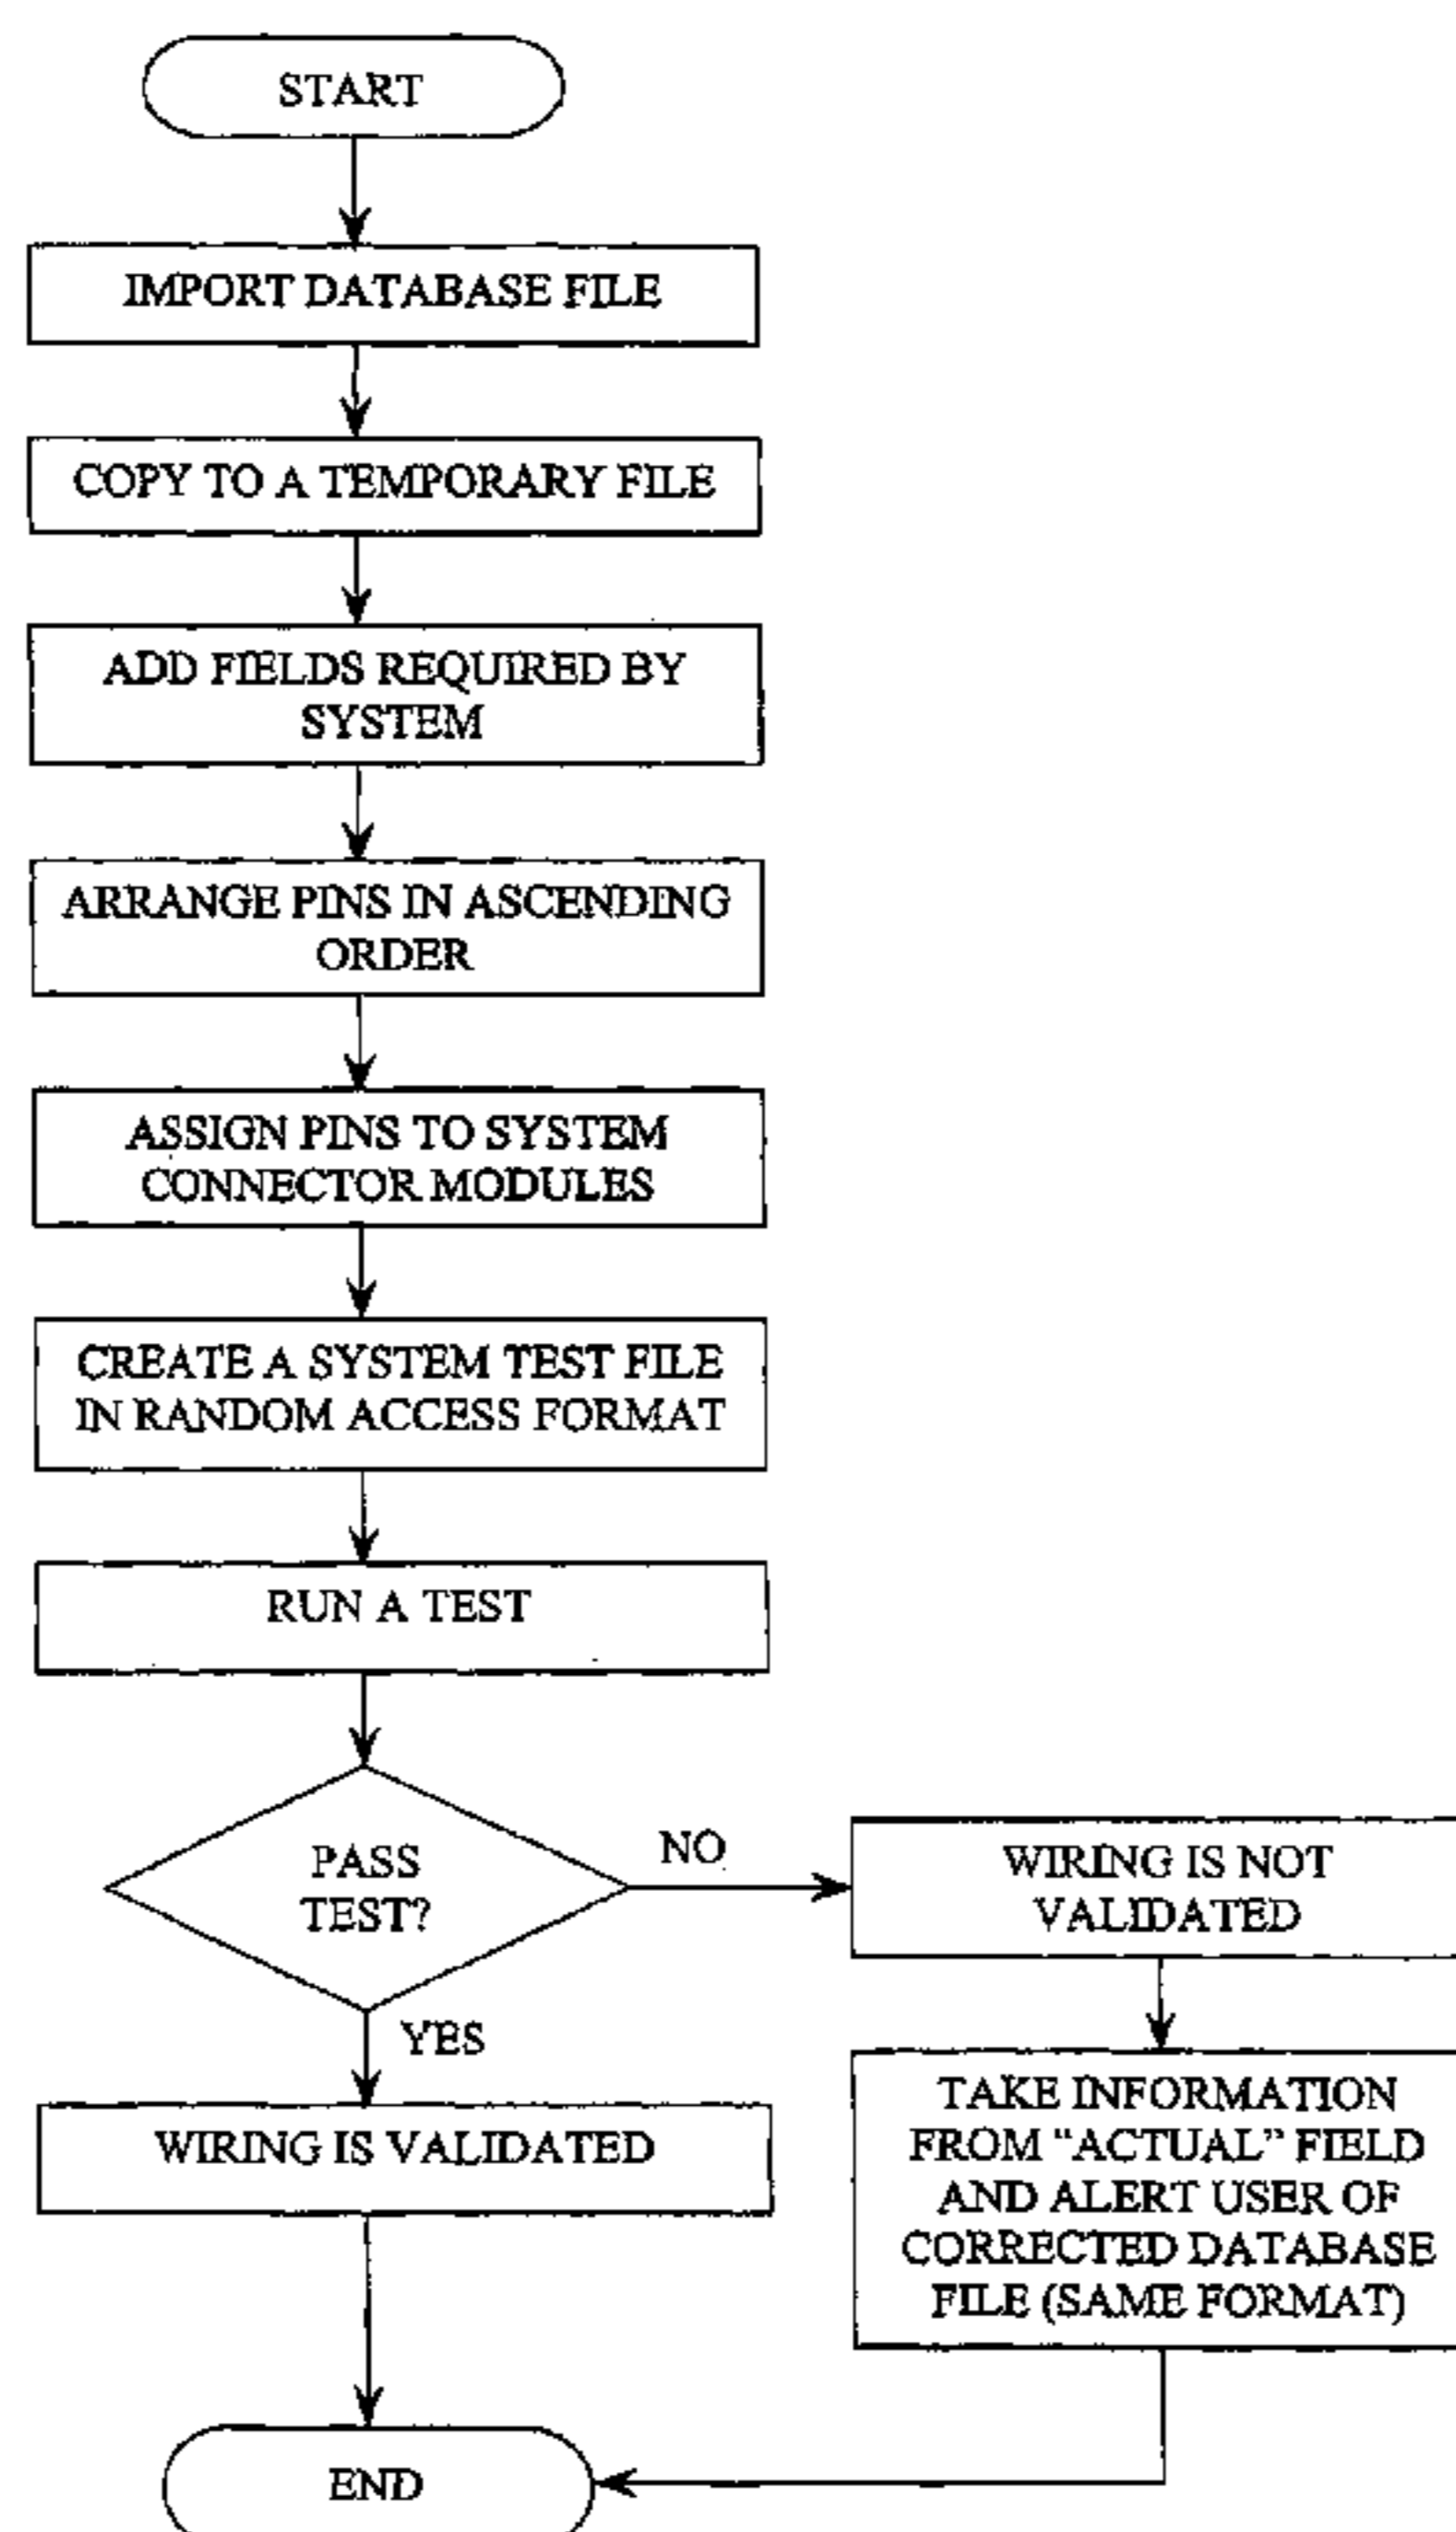 START
IMPORT DATABASE FILE
COPY TO A TEMPORARY FILE
ADD FIELDS REQUIRED BY
SYSTEM
ARRANGE PINS IN ASCENDING
ORDER
ASSIGN PINS TO SYSTEM
CONNECTOR MODULES
CREATE A SYSTEM TEST FILE
IN RANDOM ACCESS FORMAT
RUN A TEST
PASS
TEST?
NO
WIRING IS NOT
VALIDATED
YES
WIRING IS VALIDATED
TAKE INFORMATION
FROM “ACTUAL” FIELD
AND ALERT USER OF
CORRECTED DATABASE
FILE (SAME FORMAT)
END